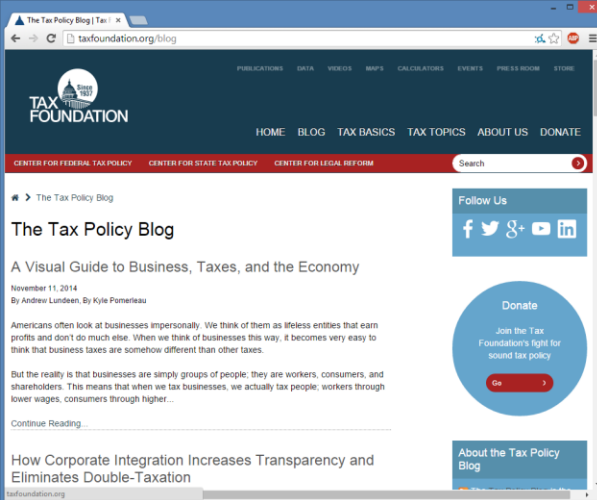 The Tax Policy Blog | Tax
taxfoundation.org/blog
ABP
PUBLICATIONS DATA VIDEOS MAPS CALCULATORS EVENTS PRESS ROOM STORE
Since
1937
TAX
FOUNDATION
HOME BLOG TAX BASICS TAX TOPICS ABOUT US DONATE
CENTER FOR FEDERAL TAX POLICY CENTER FOR STATE TAX POLICY CENTER FOR LEGAL REFORM Search
The Tax Policy Blog
The Tax Policy Blog
A Visual Guide to Business, Taxes, and the Economy
November 11, 2014
By Andrew Lundeen, By Kyle Pomerleau
Americans often look at businesses impersonally. We think of them as lifeless entities that earn
profits and don't do much else. When we think of businesses this way, it becomes very easy to
think that business taxes are somehow different than other taxes.
But the reality is that businesses are simply groups of people; they are workers, consumers, and
shareholders. This means that when we tax businesses, we actually tax people; workers through
lower wages, consumers through higher...
Continue Reading...
How Corporate Integration Increases Transparency and
Eliminates Double-Taxation
Follow Us
Donate
Join the Tax
Foundation's fight for
sound tax policy
Go
About the Tax Policy
Blog
taxfoundation.org